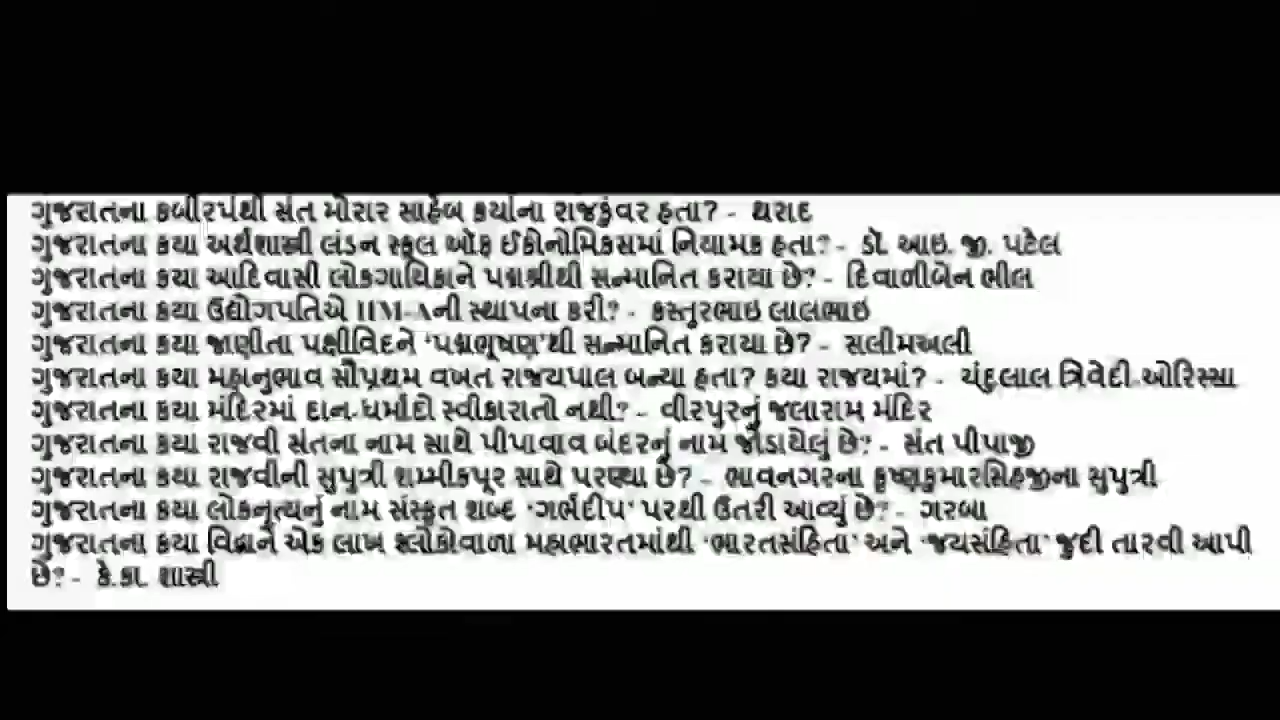 ગુજરાતના કબીરપંથી સંત મોરાર સાહેબ કયાંના રાજકુંવર હતા? - થરાદ
ગુજરાતના કયા અર્થશાસ્ત્રી લંડન સ્કૂલ ઓફ ઈકોનોમિકસમાં નિયામક હતા? - ડૉ. આઇ. જી. પટેલ
ગુજરાતના કયા આદિવાસી લોકગાયિકાને પદ્મશ્રીથી સન્માનિત કરાયા છે? - દિવાળીબેન ભીલ
ગુજરાતના કયા ઉદ્યોગપતિએ IIM-Aની સ્થાપના કરી? - કસ્તુરભાઇ લાલભાઇ
ગુજરાતના કયા જાણીતા પક્ષીવિદને ‘પદ્મભૂષણ’થી સન્માનિત કરાયા છે? - સલીમઅલી
ગુજરાતના કયા મહાનુભાવ સૌપ્રથમ વખત રાજયપાલ બન્યા હતા? કયા રાજયમાં? - ચંદુલાલ ત્રિવેદી-ઓરિસ્સા
ગુજરાતના કયા મંદિરમાં દાન-ધર્માદો સ્વીકારાતો નથી? - વીરપુરનું જલારામ મંદિર
ગુજરાતના કયા રાજવી સંતના નામ સાથે પીપાવાવ બંદરનું નામ જોડાયેલું છે? - સંત પીપાજી
ગુજરાતના કયા રાજવીની સુપુત્રી શમ્મીકપૂર સાથે પરણ્યા છે? - ભાવનગરના કૃષ્ણકુમારસિંહજીના સુપુત્રી
ગુજરાતના કયા લોકનૃત્યનું નામ સંસ્કૃત શબ્દ ‘ગર્ભદીપ’ પરથી ઉતરી આવ્યું છે? - ગરબા
ગુજરાતના કયા વિદ્વાને એક લાખ શ્લોકોવાળા મહાભારતમાંથી ‘ભારતસંહિતા’ અને ‘જયસંહિતા’ જુદી તારવી આપી
છે? - કે.કા. શાસ્ત્રી